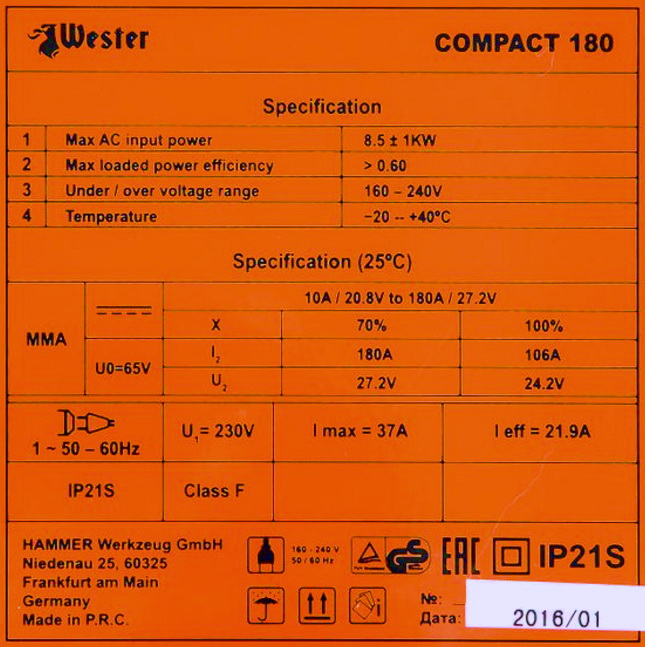 Wester
COMPACT 180
Specification
1 Max AC input power 8.5 ± 1KW
2 Max loaded power efficiency > 0.60
3 Under / over voltage range 160 – 240V
4 Temperature −20 -- +40°C
Specification (25°C)
10A / 20.8V to 180A / 27.2V
X 70% 100%
MMA
I2 180A 106A
U0=65V
U2 27.2V 24.2V
U1= 230V I max = 37A I eff = 21.9A
1 ~ 50 – 60Hz
IP21S Class F
HAMMER Werkzeug GmbH
Niedenau 25, 60325
Frankfurt am Main
Germany
Made in P.R.C.
160 - 240 V
50 / 60 Hz
GS
EAC
IP21S
№:
Дата: 2016/01